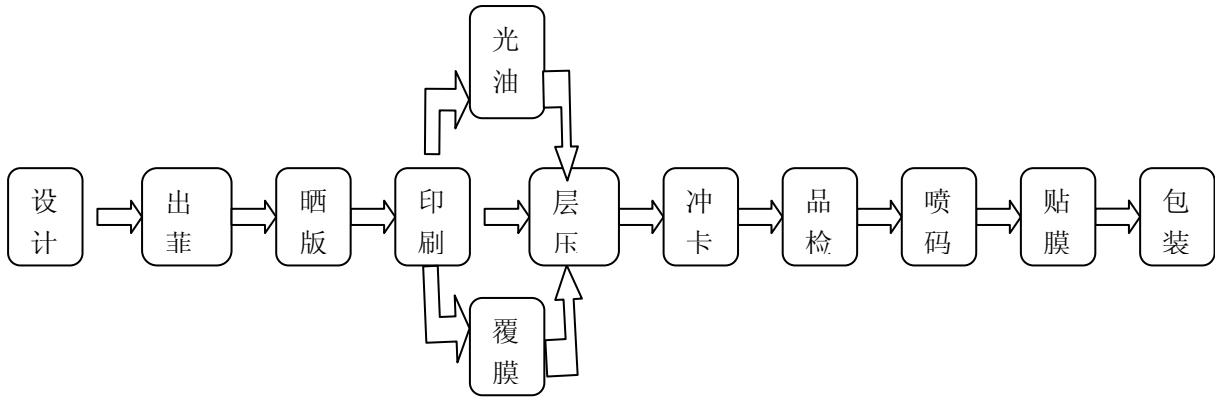 光
油
设
计
出
菲
晒
版
印
刷
层
压
冲
卡
品
检
喷
码
贴
膜
包
装
覆
膜